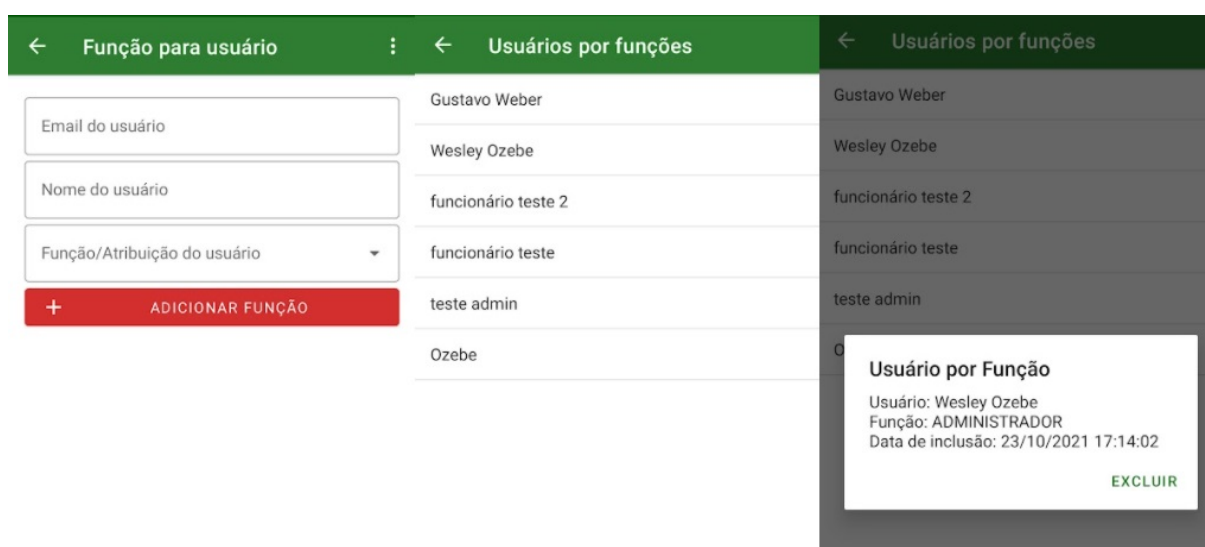 Função para usuário
Email do usuário
Nome do usuário
Função/Atribuição do usuário
+ ADICIONAR FUNÇÃO
Usuários por funções
Gustavo Weber
Wesley Ozebe
funcionário teste 2
funcionário teste
teste admin
Ozebe
Usuários por funções
Gustavo Weber
Wesley Ozebe
funcionário teste 2
funcionário teste
teste admin
O
Usuário por Função
Usuário: Wesley Ozebe
Função: ADMINISTRADOR
Data de inclusão: 23/10/2021 17:14:02
EXCLUIR